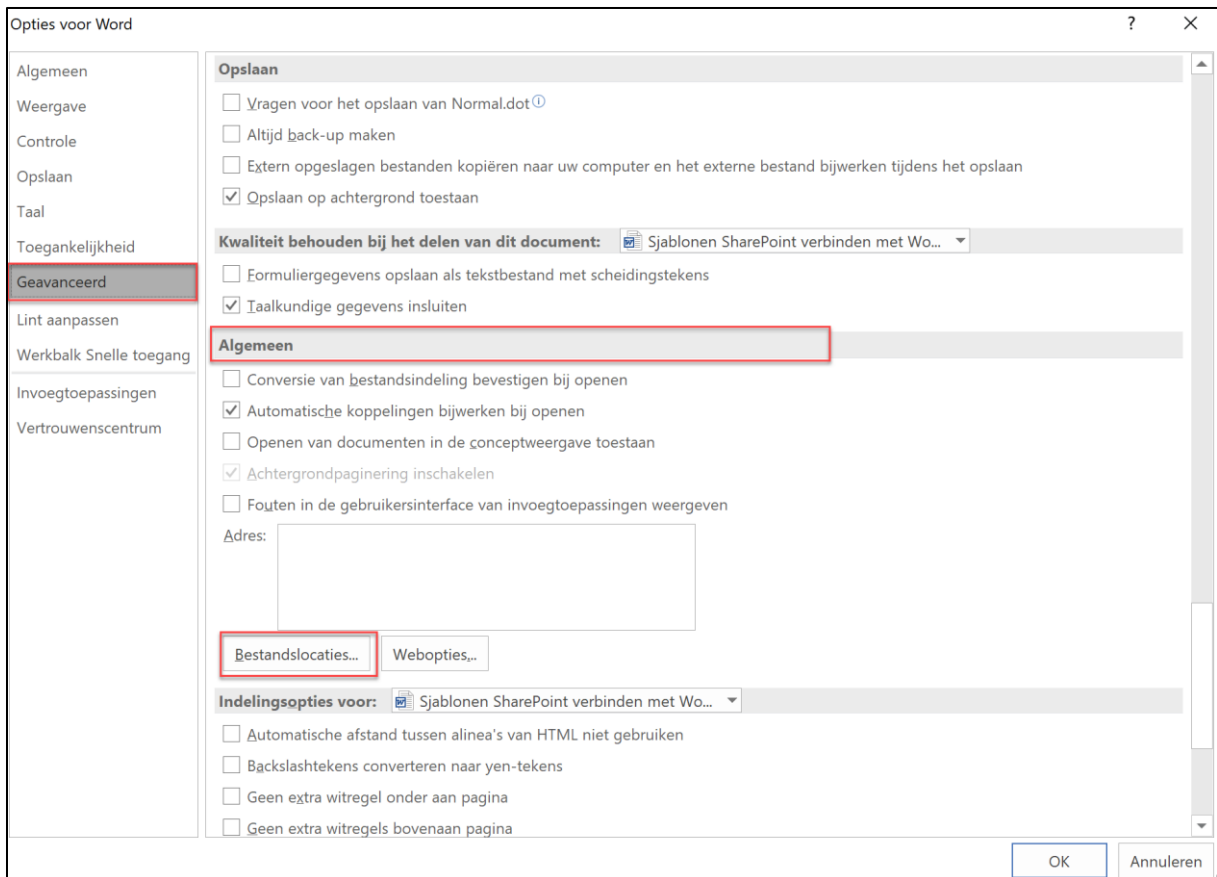 Opties voor Word
?
Algemeen
Weergave
Controle
Opslaan
Taal
Toegankelijkheid
Geavanceerd
Lint aanpassen
Werkbalk Snelle toegang
Invoegtoepassingen
Vertrouwenscentrum
Opslaan
Vragen voor het opslaan van Normal.dot
Altijd back-up maken
Extern opgeslagen bestanden kopiëren naar uw computer en het externe bestand bijwerken tijdens het opslaan
Opslaan op achtergrond toestaan
Kwaliteit behouden bij het delen van dit document: Sjablonen SharePoint verbinden met Wo...
Formuliergegevens opslaan als tekstbestand met scheidingstekens
Taalkundige gegevens insluiten
Algemeen
Conversie van bestandsindeling bevestigen bij openen
Automatische koppelingen bijwerken bij openen
Openen van documenten in de conceptweergave toestaan
Achtergrondpaginering inschakelen
Fouten in de gebruikersinterface van invoegtoepassingen weergeven
Adres:
Bestandslocaties... Webopties...
Indelingsopties voor: Sjablonen SharePoint verbinden met Wo...
Automatische afstand tussen alinea's van HTML niet gebruiken
Backslashtekens converteren naar yen-tekens
Geen extra witregel onder aan pagina
Geen extra witregels bovenaan pagina
OK Annuleren